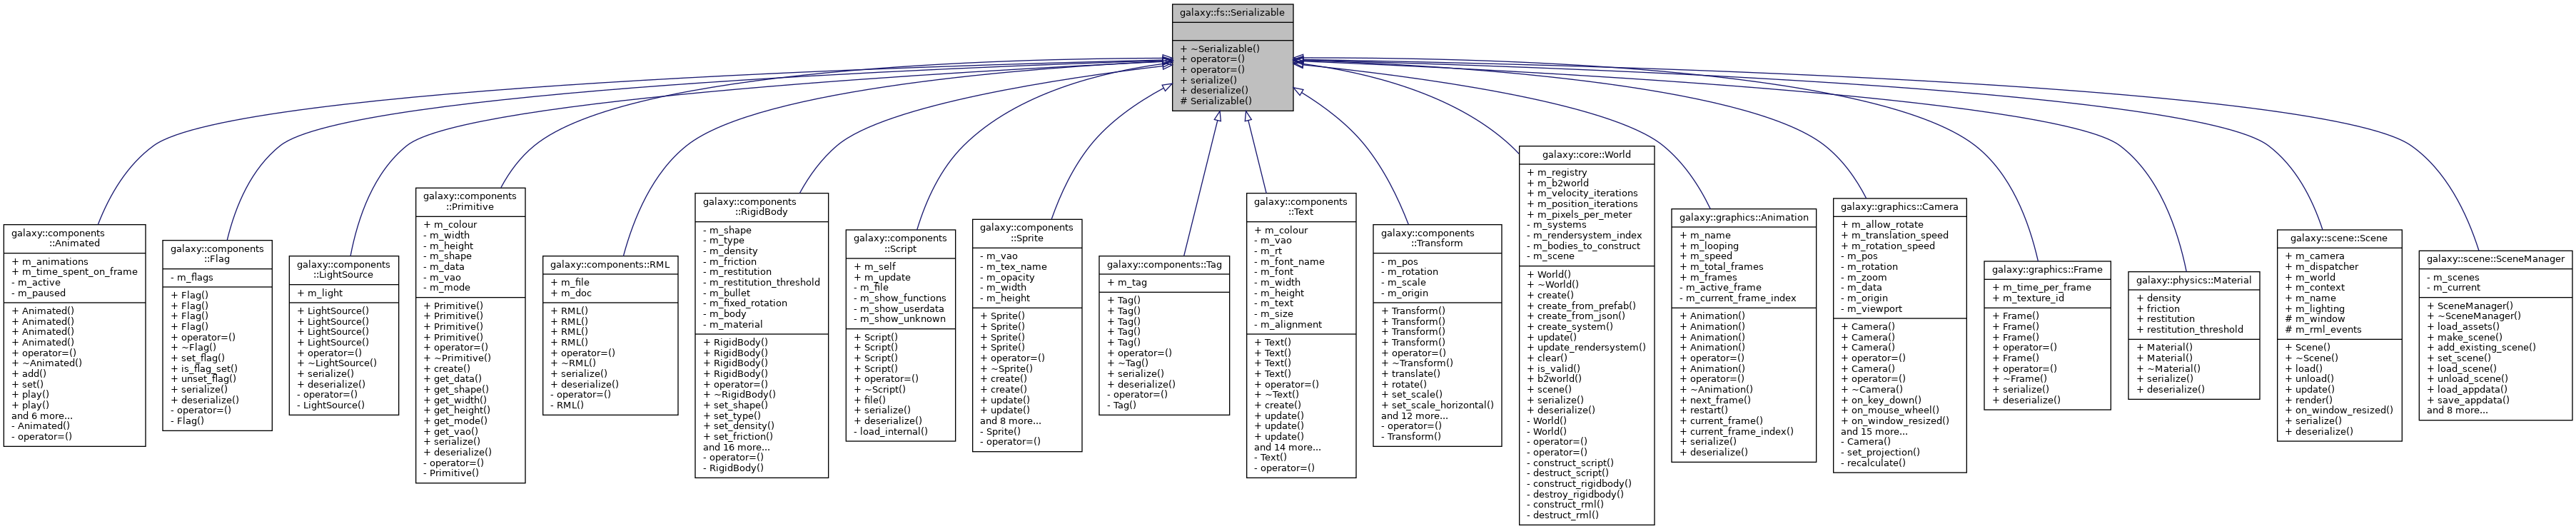 galaxy::fs::Serializable
+ ~Serializable()
+ operator=()
+ operator=()
+ serialize()
+ deserialize()
# Serializable()
galaxy::components
::Animated
+ m_animations
+ m_time_spent_on_frame
- m_active
- m_paused
+ Animated()
+ Animated()
+ Animated()
+ Animated()
+ operator=()
+ ~Animated()
+ add()
+ set()
+ play()
+ play()
and 6 more...
- Animated()
- operator=()
galaxy::components
::Flag
- m_flags
+ Flag()
+ Flag()
+ Flag()
+ Flag()
+ operator=()
+ ~Flag()
+ set_flag()
+ is_flag_set()
+ unset_flag()
+ serialize()
+ deserialize()
- operator=()
- Flag()
galaxy::components
::LightSource
+ m_light
+ LightSource()
+ LightSource()
+ LightSource()
+ LightSource()
+ operator=()
+ ~LightSource()
+ serialize()
+ deserialize()
- operator=()
- LightSource()
galaxy::components
::Primitive
+ m_colour
- m_width
- m_height
- m_shape
- m_data
- m_vao
- m_mode
+ Primitive()
+ Primitive()
+ Primitive()
+ Primitive()
+ operator=()
+ ~Primitive()
+ create()
+ get_data()
+ get_shape()
+ get_width()
+ get_height()
+ get_mode()
+ get_vao()
+ serialize()
+ deserialize()
- operator=()
- Primitive()
galaxy::components::RML
+ m_file
+ m_doc
+ RML()
+ RML()
+ RML()
+ RML()
+ operator=()
+ ~RML()
+ serialize()
+ deserialize()
- operator=()
- RML()
galaxy::components
::RigidBody
- m_shape
- m_type
- m_density
- m_friction
- m_restitution
- m_restitution_threshold
- m_bullet
- m_fixed_rotation
- m_body
- m_material
+ RigidBody()
+ RigidBody()
+ RigidBody()
+ RigidBody()
+ operator=()
+ ~RigidBody()
+ set_shape()
+ set_type()
+ set_density()
+ set_friction()
and 16 more...
- operator=()
- RigidBody()
galaxy::components
::Script
+ m_self
+ m_update
- m_file
- m_show_functions
- m_show_userdata
- m_show_unknown
+ Script()
+ Script()
+ Script()
+ Script()
+ operator=()
+ ~Script()
+ file()
+ serialize()
+ deserialize()
- load_internal()
galaxy::components
::Sprite
- m_vao
- m_tex_name
- m_opacity
- m_width
- m_height
+ Sprite()
+ Sprite()
+ Sprite()
+ Sprite()
+ operator=()
+ ~Sprite()
+ create()
+ create()
+ update()
+ update()
and 8 more...
- Sprite()
- operator=()
galaxy::components::Tag
+ m_tag
+ Tag()
+ Tag()
+ Tag()
+ Tag()
+ Tag()
+ operator=()
+ ~Tag()
+ serialize()
+ deserialize()
- operator=()
- Tag()
galaxy::components
::Text
+ m_colour
- m_vao
- m_rt
- m_font_name
- m_font
- m_width
- m_height
- m_text
- m_size
- m_alignment
+ Text()
+ Text()
+ Text()
+ Text()
+ operator=()
+ ~Text()
+ create()
+ update()
+ update()
+ update()
and 14 more...
- Text()
- operator=()
galaxy::components
::Transform
- m_pos
- m_rotation
- m_scale
- m_origin
+ Transform()
+ Transform()
+ Transform()
+ Transform()
+ operator=()
+ ~Transform()
+ translate()
+ rotate()
+ set_scale()
+ set_scale_horizontal()
and 12 more...
- operator=()
- Transform()
galaxy::core::World
+ m_registry
+ m_b2world
+ m_velocity_iterations
+ m_position_iterations
+ m_pixels_per_meter
- m_systems
- m_rendersystem_index
- m_bodies_to_construct
- m_scene
+ World()
+ ~World()
+ create()
+ create_from_prefab()
+ create_from_json()
+ create_system()
+ update()
+ update_rendersystem()
+ clear()
+ is_valid()
+ b2world()
+ scene()
+ serialize()
+ deserialize()
- World()
- World()
- operator=()
- operator=()
- construct_script()
- destruct_script()
- construct_rigidbody()
- destroy_rigidbody()
- construct_rml()
- destruct_rml()
galaxy::graphics::Animation
+ m_name
+ m_looping
+ m_speed
+ m_total_frames
+ m_frames
- m_active_frame
- m_current_frame_index
+ Animation()
+ Animation()
+ Animation()
+ Animation()
+ operator=()
+ Animation()
+ operator=()
+ ~Animation()
+ next_frame()
+ restart()
+ current_frame()
+ current_frame_index()
+ serialize()
+ deserialize()
galaxy::graphics::Camera
+ m_allow_rotate
+ m_translation_speed
+ m_rotation_speed
- m_pos
- m_rotation
- m_zoom
- m_data
- m_origin
- m_viewport
+ Camera()
+ Camera()
+ Camera()
+ operator=()
+ Camera()
+ operator=()
+ ~Camera()
+ on_key_down()
+ on_mouse_wheel()
+ on_window_resized()
and 15 more...
- Camera()
- set_projection()
- recalculate()
galaxy::graphics::Frame
+ m_time_per_frame
+ m_texture_id
+ Frame()
+ Frame()
+ Frame()
+ operator=()
+ Frame()
+ operator=()
+ ~Frame()
+ serialize()
+ deserialize()
galaxy::physics::Material
+ density
+ friction
+ restitution
+ restitution_threshold
+ Material()
+ Material()
+ ~Material()
+ serialize()
+ deserialize()
galaxy::scene::Scene
+ m_camera
+ m_dispatcher
+ m_world
+ m_context
+ m_name
+ m_lighting
# m_window
# m_rml_events
+ Scene()
+ ~Scene()
+ load()
+ unload()
+ update()
+ render()
+ on_window_resized()
+ serialize()
+ deserialize()
galaxy::scene::SceneManager
- m_scenes
- m_current
+ SceneManager()
+ ~SceneManager()
+ load_assets()
+ make_scene()
+ add_existing_scene()
+ set_scene()
+ load_scene()
+ unload_scene()
+ load_appdata()
+ save_appdata()
and 8 more...